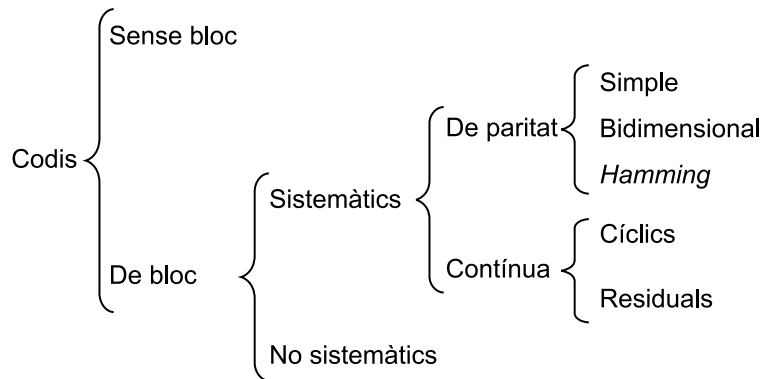 Codis
Sense bloc
De bloc
Sistemàtics
No sistemàtics
De paritat
Contínua
Simple
Bidimensional
Hamming
Cíclics
Residuals